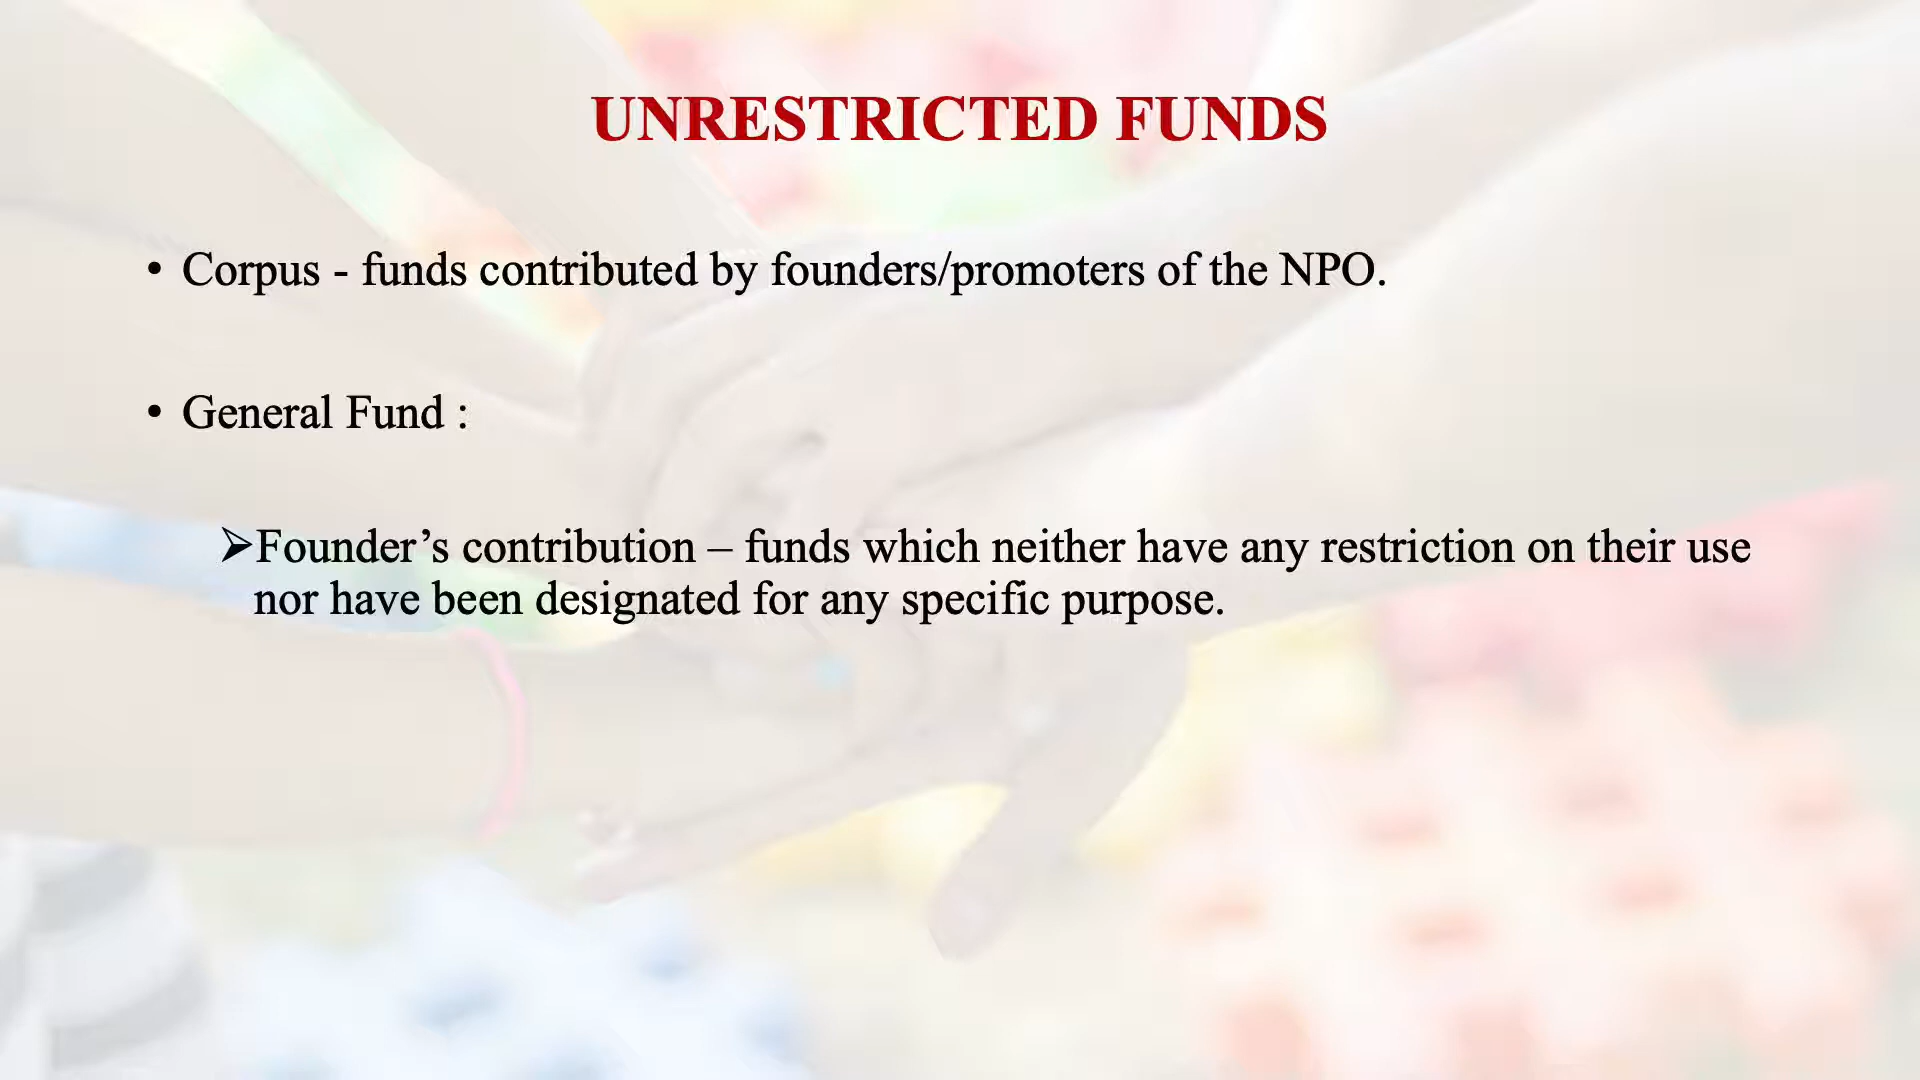 UNRESTRICTED FUNDS
• Corpus - funds contributed by founders/promoters of the NPO.
• General Fund :
➢Founder’s contribution – funds which neither have any restriction on their use
nor have been designated for any specific purpose.